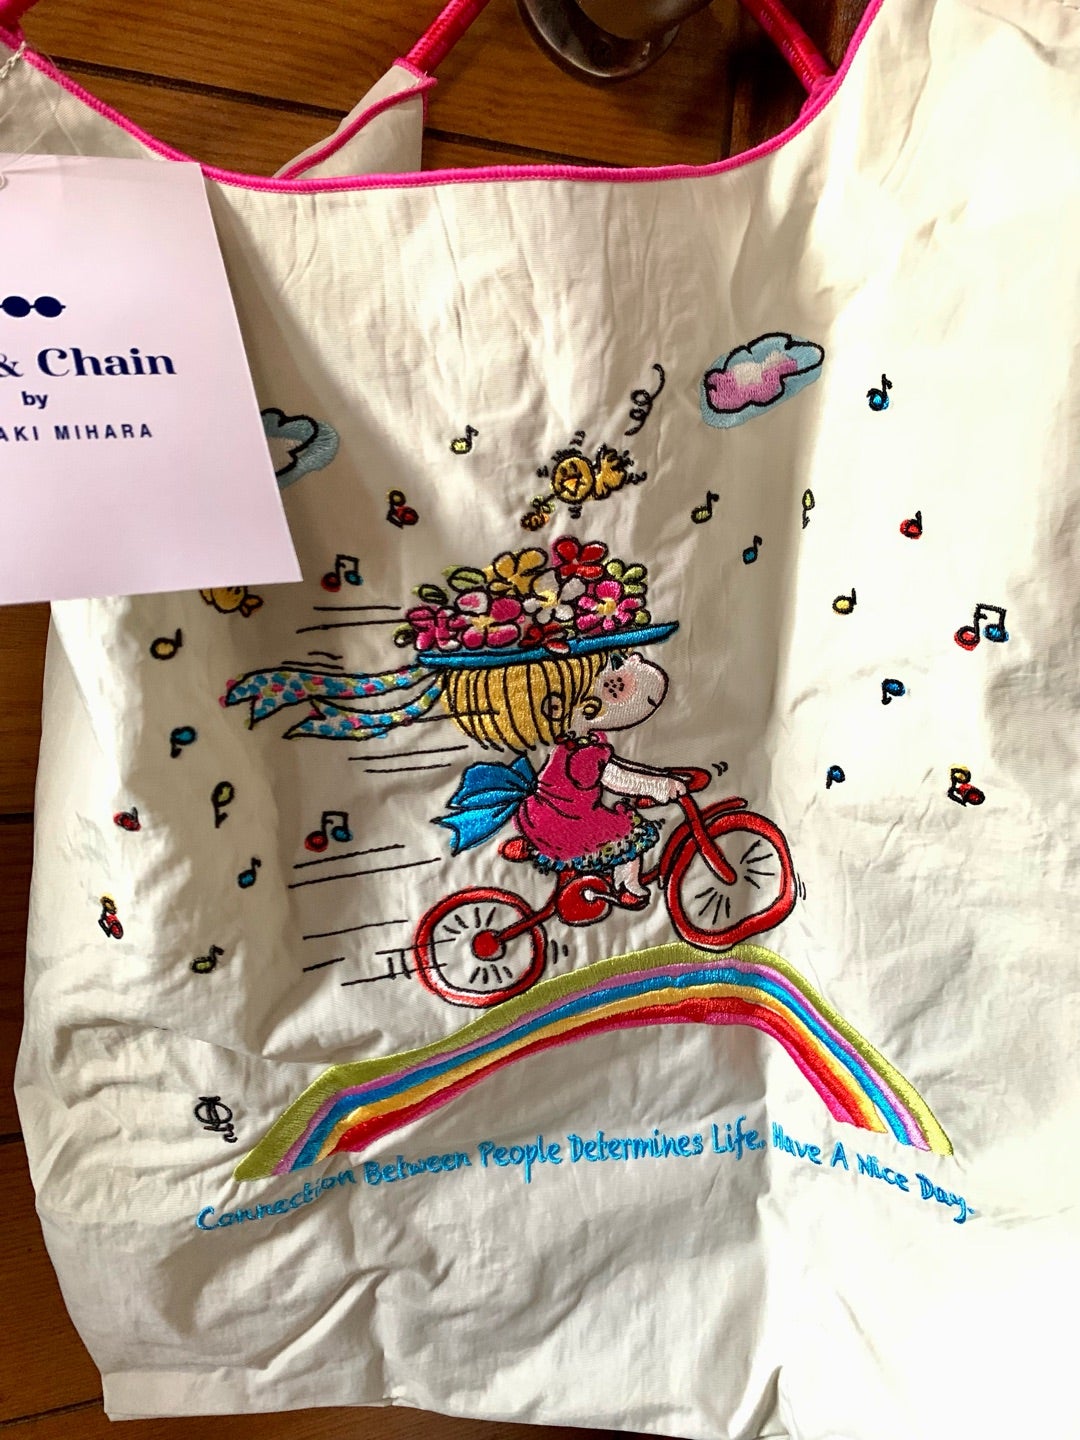 & Chain
by
AKI MIHARA
Connection Between People Determines Life. Have A Nice Day.